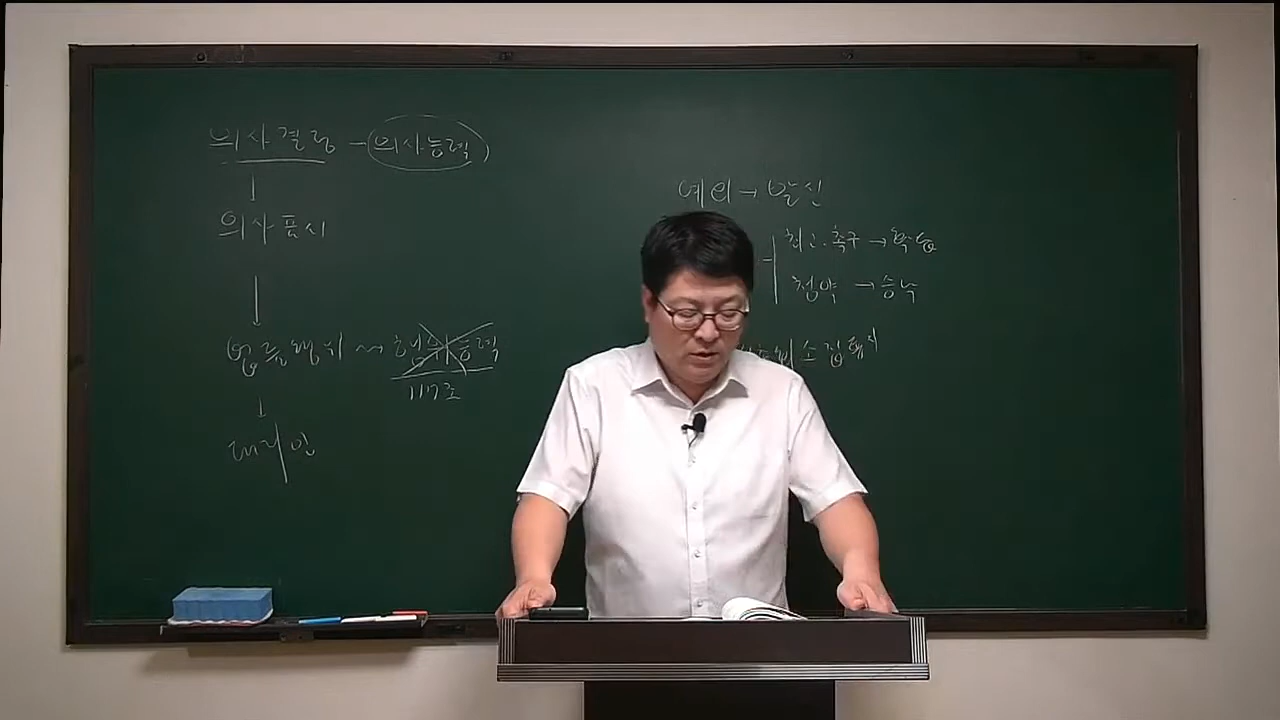 의사결정 - 의사능력
↓
의사표시
↓
법률행위 → 행위능력
117조
↓
대리인
예외 → 발신
최고·촉구 → 확답
청약 → 승낙
소집통지